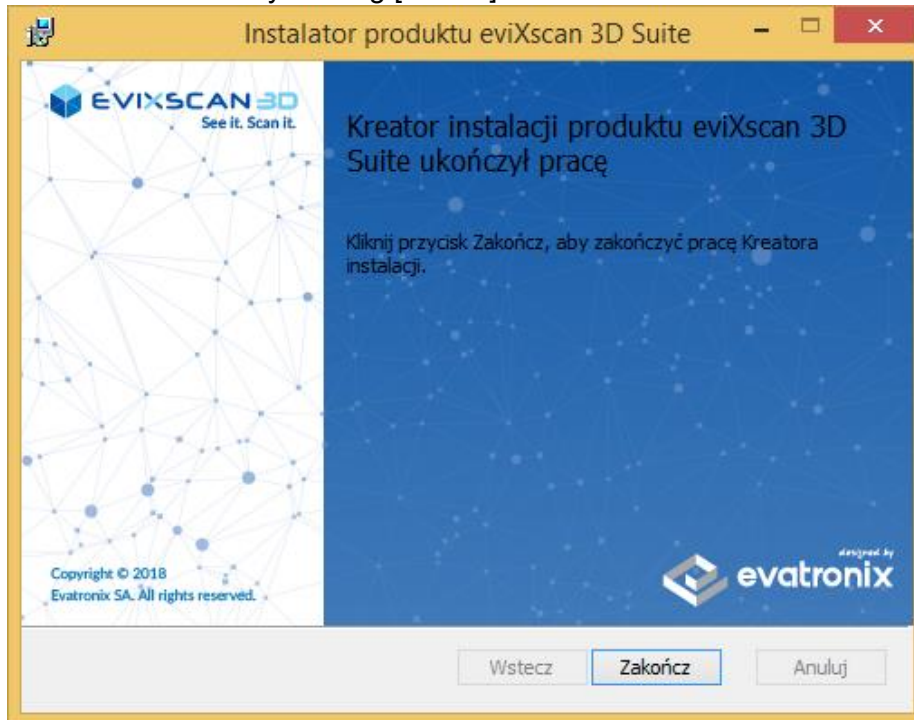 Instalator produktu eviXscan 3D Suite
EVIXSCAN 3D
See it. Scan it.
Kreator instalacji produktu eviXscan 3D
Suite ukończył pracę
Kliknij przycisk Zakończ, aby zakończyć pracę Kreatora
instalacji.
designed by
evatronix
Copyright © 2018
Evatronix SA. All rights reserved.
Wstecz Zakończ Anuluj